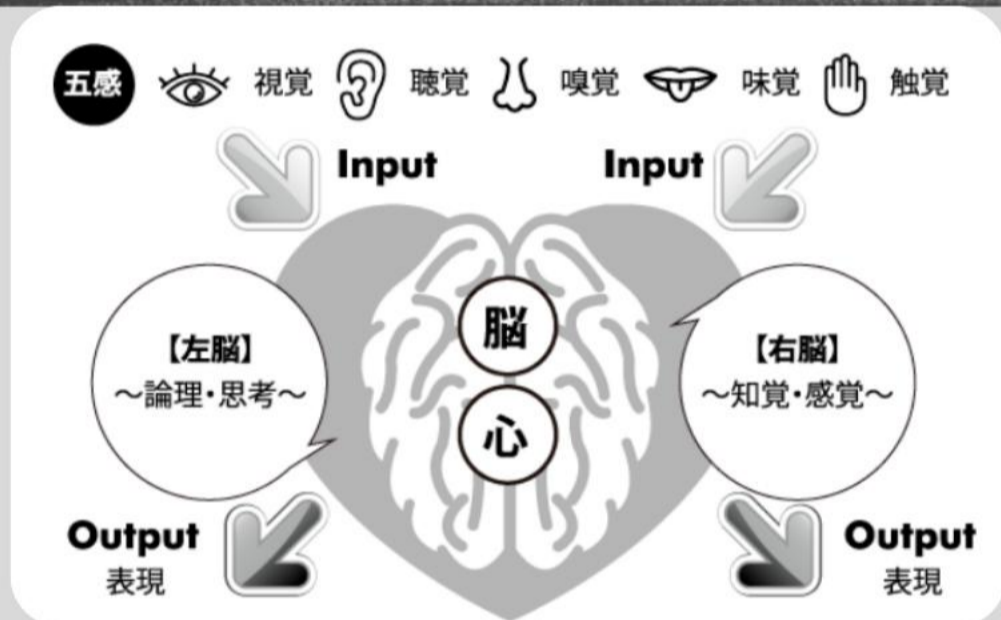 五感 視覚 聴覚 嗅覚 味覚 触覚
Input Input
脳
心
【左脳】
～論理・思考～
【右脳】
～知覚・感覚～
Output
表現
Output
表現